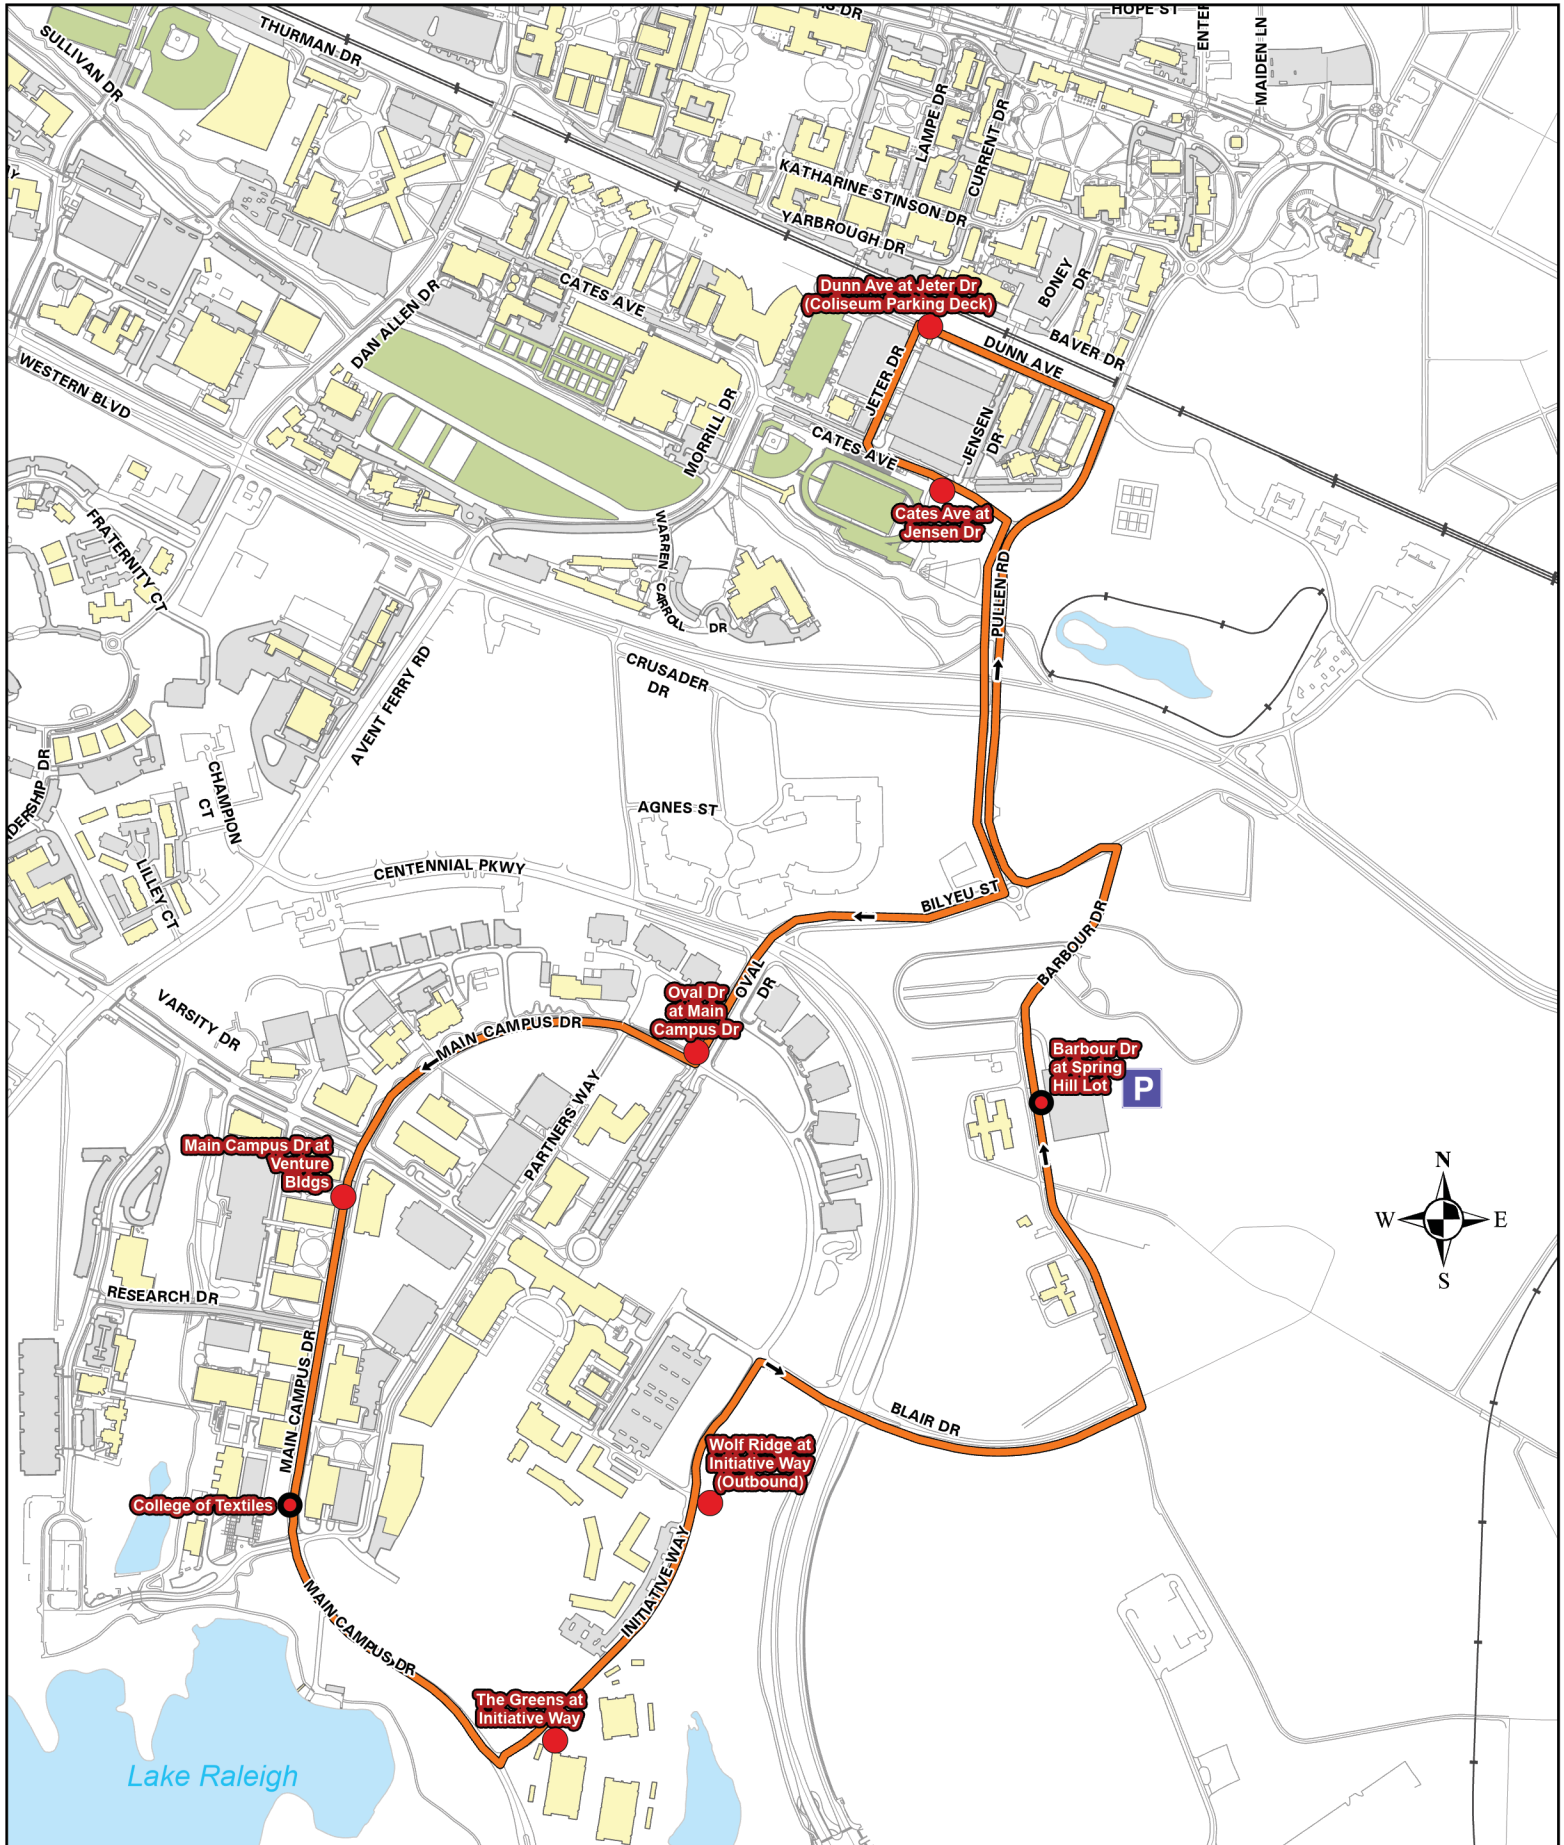 HOPE ST
THURMAN DR
SULLIVAN DR
MAIDEN LN
LAMPE DR
CURRENT DR
KATHARINE STINSON DR
YARBROUGH DR
BONEY
DR
BAVER DR
Dunn Ave at Jeter Dr
(Coliseum Parking Deck)
DUNN AVE
CATES AVE
DAN ALLEN DR
JETER DR
WESTERN BLVD
MORRILL DR
CATES AVE
JENSEN
DR
Cates Ave at
Jensen Dr
FRATERNITY CT
WARREN CARROLL DR
PULLEN RD
CRUSADER
DR
AVENT FERRY RD
CHAMPION
CT
AGNES ST
LILLEY CT
CENTENNIAL PKWY
BILYEU ST
BARBOUR DR
OVAL
DR
Oval Dr
at Main
Campus Dr
VARSITY DR
MAIN CAMPUS DR
Barbour Dr
at Spring
Hill Lot
P
PARTNERS WAY
Main Campus Dr at
Venture
Bldgs
N
W
E
S
RESEARCH DR
MAIN CAMPUS DR
BLAIR DR
Wolf Ridge at
Initiative Way
(Outbound)
College of Textiles
INITIATIVE WAY
MAIN CAMPUS DR
The Greens at
Initiative Way
Lake Raleigh